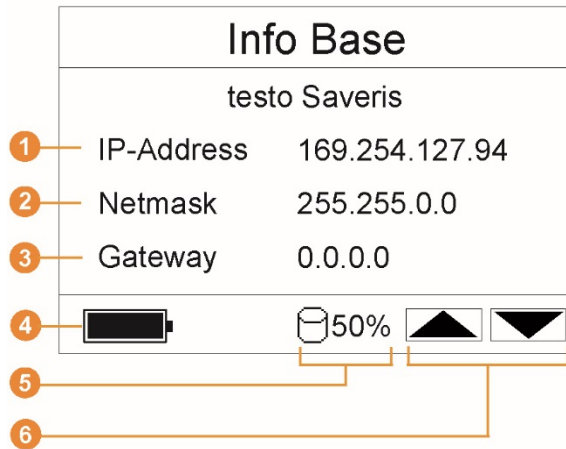 Info Base
testo Saveris
1 IP-Address 169.254.127.94
2 Netmask 255.255.0.0
3 Gateway 0.0.0.0
4 50%
5
6